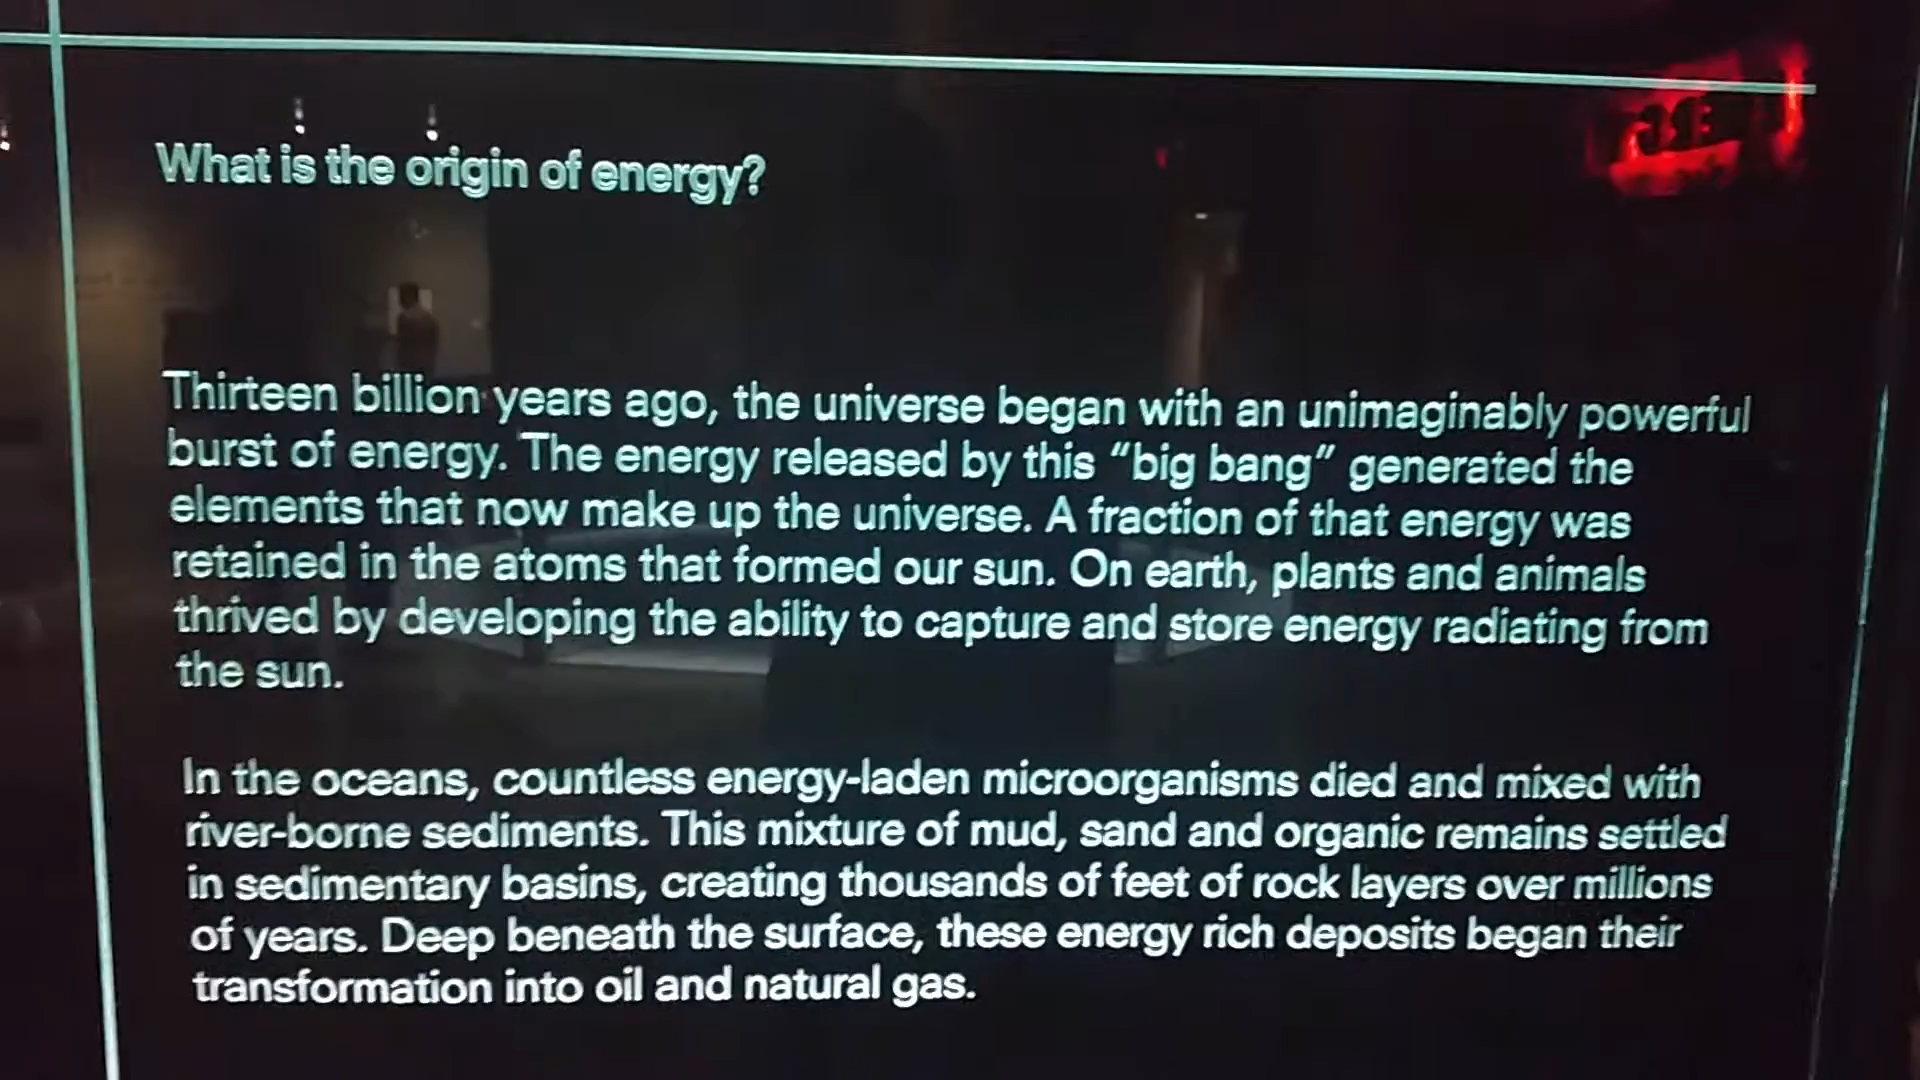 What is the origin of energy?
Thirteen billion years ago, the universe began with an unimaginably powerful
burst of energy. The energy released by this “big bang” generated the
elements that now make up the universe. A fraction of that energy was
retained in the atoms that formed our sun. On earth, plants and animals
thrived by developing the ability to capture and store energy radiating from
the sun.
In the oceans, countless energy-laden microorganisms died and mixed with
river-borne sediments. This mixture of mud, sand and organic remains settled
in sedimentary basins, creating thousands of feet of rock layers over millions
of years. Deep beneath the surface, these energy rich deposits began their
transformation into oil and natural gas.